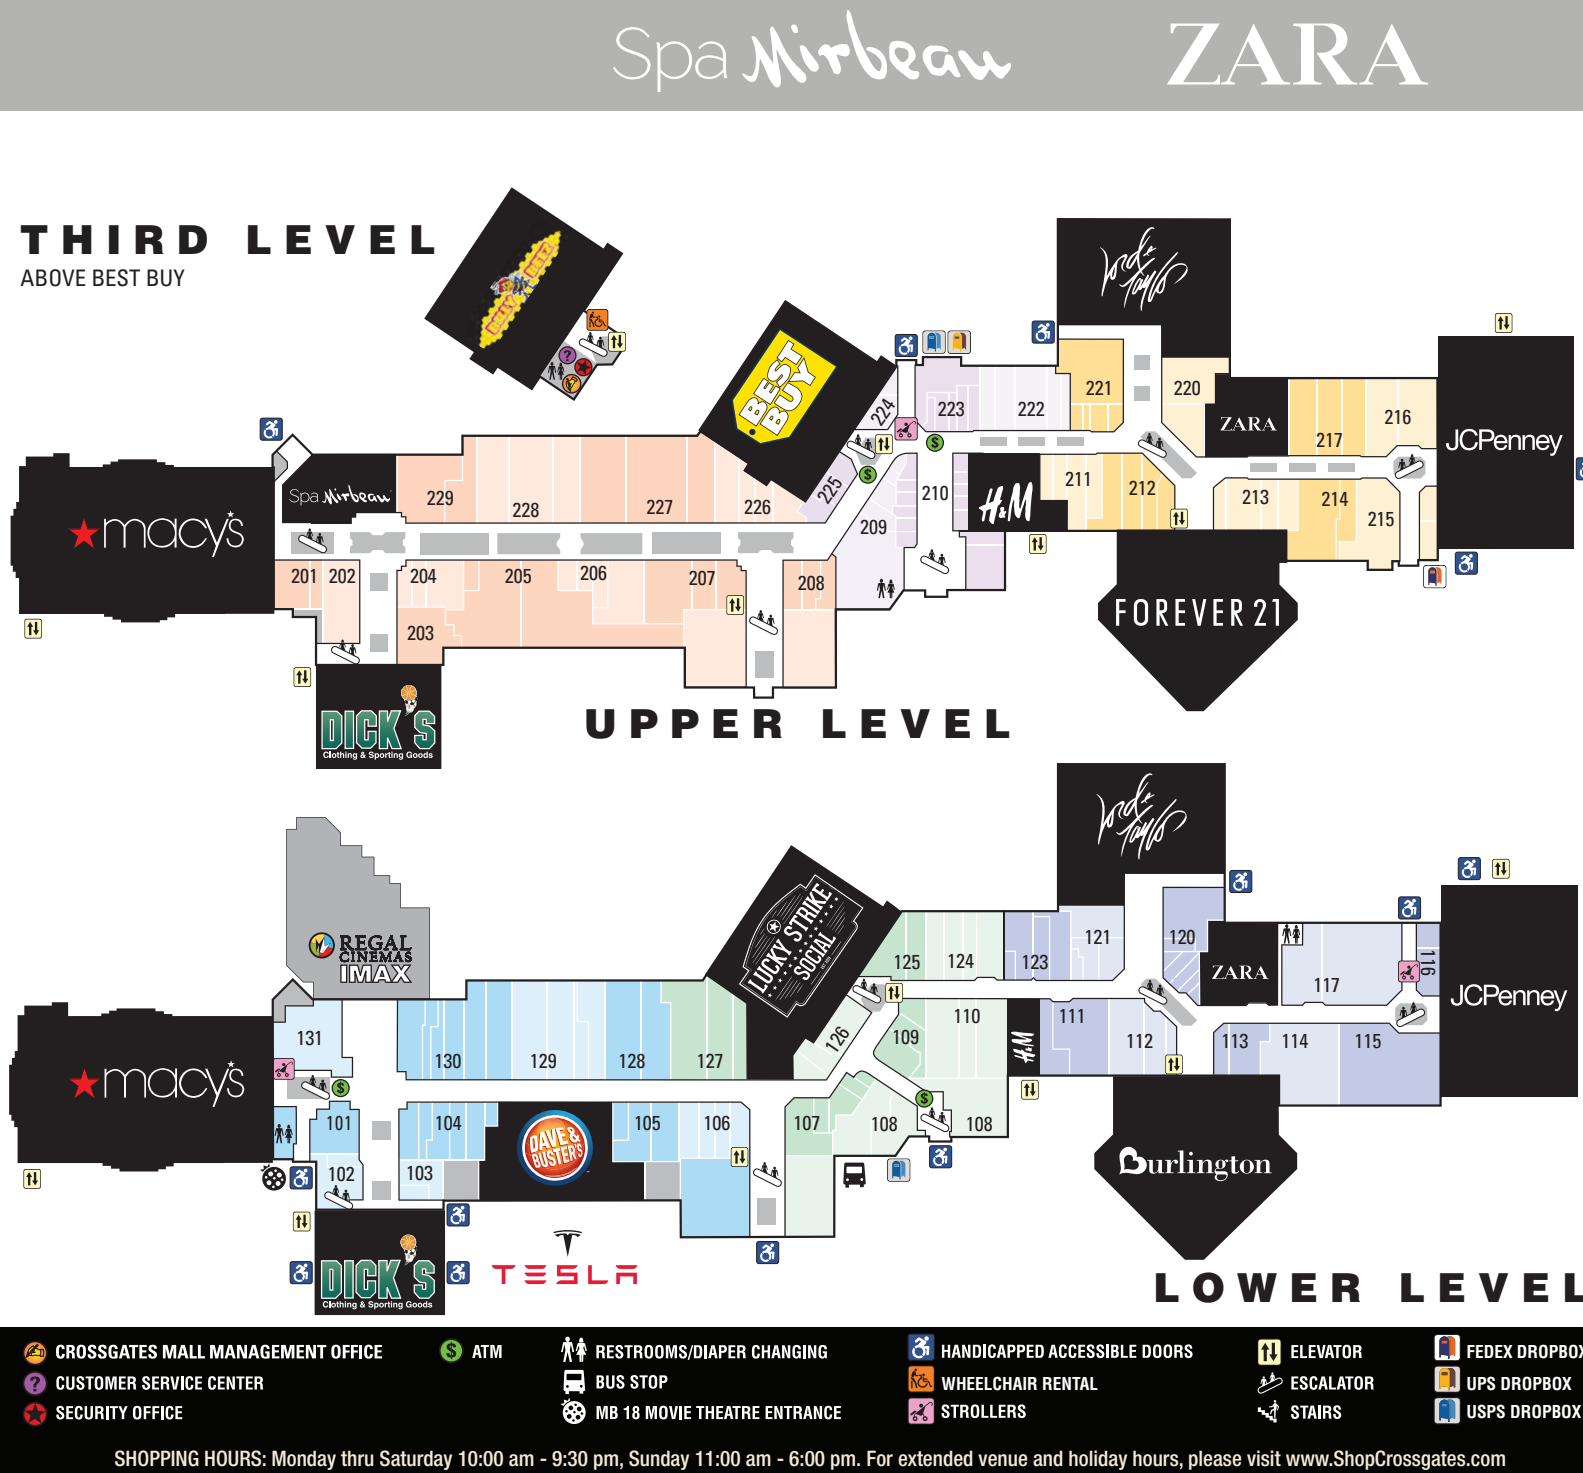 Spa Mirbeau ZARA
THIRD LEVEL
ABOVE BEST BUY
BEST
BUY
224
223
222
221
220
ZARA
217
216
JCPenney
★macy's
Spa Mirbeau
229
228
227
226
225
209
210
H&M
211
212
213
214
215
201
202
204
205
206
207
208
203
FOREVER 21
DICK'S
Clothing & Sporting Goods
UPPER LEVEL
Lord & Taylor
Lord & Taylor
REGAL
CINEMAS
IMAX
LUCKY STRIKE
SOCIAL
125
124
123
121
120
ZARA
117
116
JCPenney
★macy's
131
130
129
128
127
126
109
110
H&M
111
112
113
114
115
101
102
103
104
DAVE &
BUSTER'S
105
106
107
108
108
Burlington
DICK'S
Clothing & Sporting Goods
TESLA
LOWER LEVEL
CROSSGATES MALL MANAGEMENT OFFICE
CUSTOMER SERVICE CENTER
SECURITY OFFICE
$ ATM
RESTROOMS/DIAPER CHANGING
BUS STOP
MB 18 MOVIE THEATRE ENTRANCE
HANDICAPPED ACCESSIBLE DOORS
WHEELCHAIR RENTAL
STROLLERS
ELEVATOR
ESCALATOR
STAIRS
FEDEX DROPBOX
UPS DROPBOX
USPS DROPBOX
SHOPPING HOURS: Monday thru Saturday 10:00 am - 9:30 pm, Sunday 11:00 am - 6:00 pm. For extended venue and holiday hours, please visit www.ShopCrossgates.com